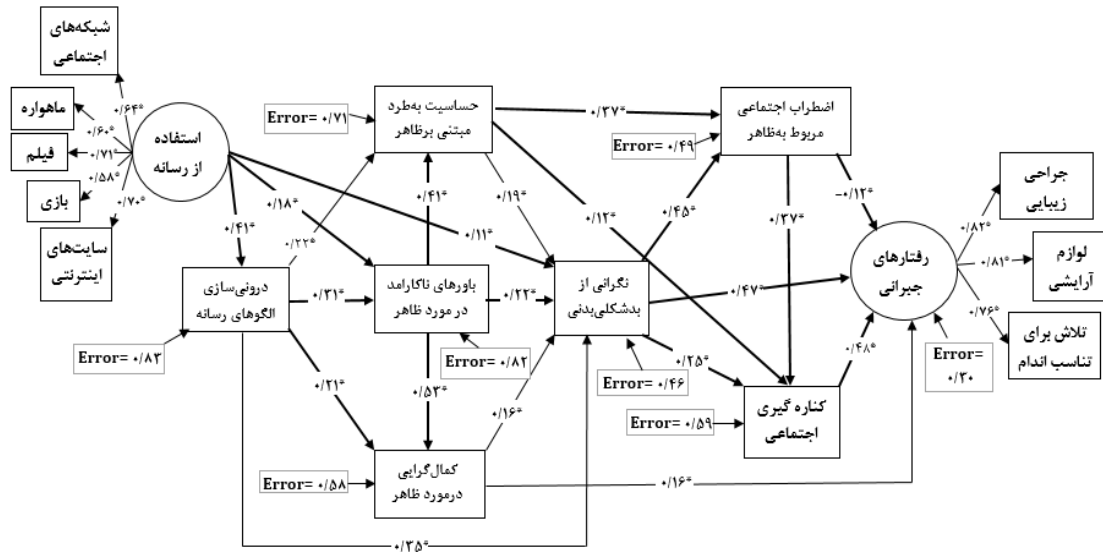 شبکه‌های
اجتماعی
ماهواره
فیلم
بازی
سایت‌های
اینترنتی
۰/۶۴*
۰/۶۰*
۰/۷۱*
۰/۵۸*
۰/۷۰*
استفاده
از رسانه
Error= ۰/۷۱
حساسیت به‌طرد
مبتنی برظاهر
۰/۳۷*
اضطراب اجتماعی
مربوط به‌ظاهر
Error= ۰/۴۹
۰/۴۱*
۰/۱۸*
۰/۲۲*
۰/۴۱*
۰/۱۹*
۰/۱۱*
۰/۱۲*
۰/۴۵*
۰/۳۷*
-۰/۱۲*
درونی‌سازی
الگوهای رسانه
Error= ۰/۸۳
۰/۳۱*
باورهای ناکارامد
در مورد ظاهر
Error= ۰/۸۲
۰/۲۲*
نگرانی از
بدشکلی‌بدنی
Error= ۰/۴۶
۰/۴۷*
رفتارهای
جبرانی
Error=
۰/۳۰
۰/۸۲*
۰/۸۱*
۰/۷۶*
جراحی
زیبایی
لوازم
آرایشی
تلاش برای
تناسب اندام
۰/۲۱*
۰/۵۳*
۰/۱۶*
۰/۲۵*
۰/۴۸*
کناره گیری
اجتماعی
Error= ۰/۵۹
کمال‌گرایی
درمورد ظاهر
Error= ۰/۵۸
۰/۱۶*
۰/۳۵*